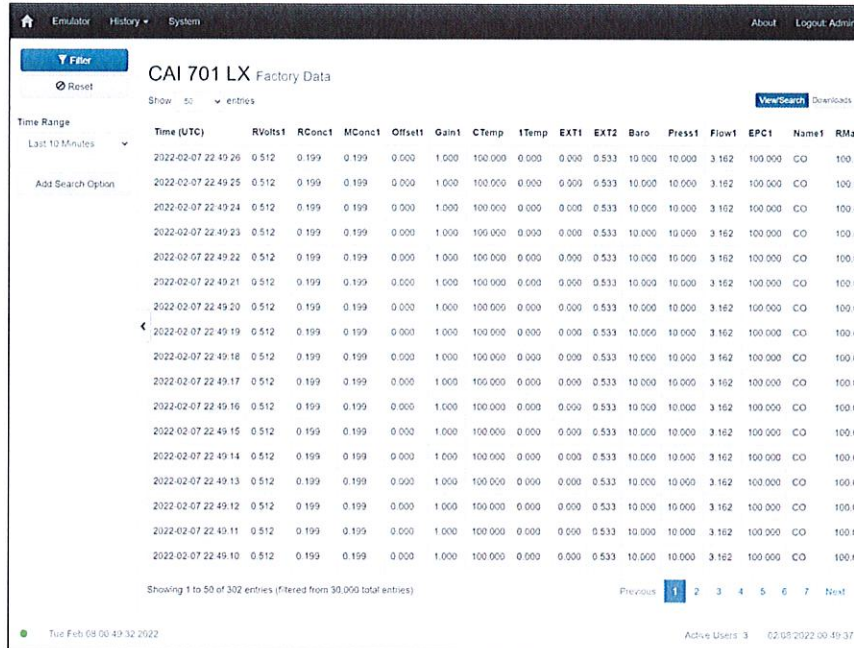 Emulator History System About Logout: Admin
Filter
Reset
CAI 701 LX Factory Data
Show 50 entries View/Search Downloads
Time Range
Last 10 Minutes
Add Search Option
Time (UTC) RVolts1 RConc1 MConc1 Offset1 Gain1 CTemp 1Temp EXT1 EXT2 Baro Press1 Flow1 EPC1 Name1 RMa
2022-02-07 22:49:26 0.512 0.199 0.199 0.000 1.000 100.000 0.000 0.000 0.533 10.000 10.000 3.162 100.000 CO 100.
2022-02-07 22:49:25 0.512 0.199 0.199 0.000 1.000 100.000 0.000 0.000 0.533 10.000 10.000 3.162 100.000 CO 100.
2022-02-07 22:49:24 0.512 0.199 0.199 0.000 1.000 100.000 0.000 0.000 0.533 10.000 10.000 3.162 100.000 CO 100.
2022-02-07 22:49:23 0.512 0.199 0.199 0.000 1.000 100.000 0.000 0.000 0.533 10.000 10.000 3.162 100.000 CO 100.
2022-02-07 22:49:22 0.512 0.199 0.199 0.000 1.000 100.000 0.000 0.000 0.533 10.000 10.000 3.162 100.000 CO 100.
2022-02-07 22:49:21 0.512 0.199 0.199 0.000 1.000 100.000 0.000 0.000 0.533 10.000 10.000 3.162 100.000 CO 100.
2022-02-07 22:49:20 0.512 0.199 0.199 0.000 1.000 100.000 0.000 0.000 0.533 10.000 10.000 3.162 100.000 CO 100.
2022-02-07 22:49:19 0.512 0.199 0.199 0.000 1.000 100.000 0.000 0.000 0.533 10.000 10.000 3.162 100.000 CO 100.
2022-02-07 22:49:18 0.512 0.199 0.199 0.000 1.000 100.000 0.000 0.000 0.533 10.000 10.000 3.162 100.000 CO 100.
2022-02-07 22:49:17 0.512 0.199 0.199 0.000 1.000 100.000 0.000 0.000 0.533 10.000 10.000 3.162 100.000 CO 100.
2022-02-07 22:49:16 0.512 0.199 0.199 0.000 1.000 100.000 0.000 0.000 0.533 10.000 10.000 3.162 100.000 CO 100.
2022-02-07 22:49:15 0.512 0.199 0.199 0.000 1.000 100.000 0.000 0.000 0.533 10.000 10.000 3.162 100.000 CO 100.
2022-02-07 22:49:14 0.512 0.199 0.199 0.000 1.000 100.000 0.000 0.000 0.533 10.000 10.000 3.162 100.000 CO 100.
2022-02-07 22:49:13 0.512 0.199 0.199 0.000 1.000 100.000 0.000 0.000 0.533 10.000 10.000 3.162 100.000 CO 100.
2022-02-07 22:49:12 0.512 0.199 0.199 0.000 1.000 100.000 0.000 0.000 0.533 10.000 10.000 3.162 100.000 CO 100.
2022-02-07 22:49:11 0.512 0.199 0.199 0.000 1.000 100.000 0.000 0.000 0.533 10.000 10.000 3.162 100.000 CO 100.
2022-02-07 22:49:10 0.512 0.199 0.199 0.000 1.000 100.000 0.000 0.000 0.533 10.000 10.000 3.162 100.000 CO 100.
Showing 1 to 50 of 302 entries (filtered from 30,000 total entries) Previous 1 2 3 4 5 6 7 Next
Tue Feb 08 00:49:32 2022 Active Users: 3 02/08/2022 00:49:37